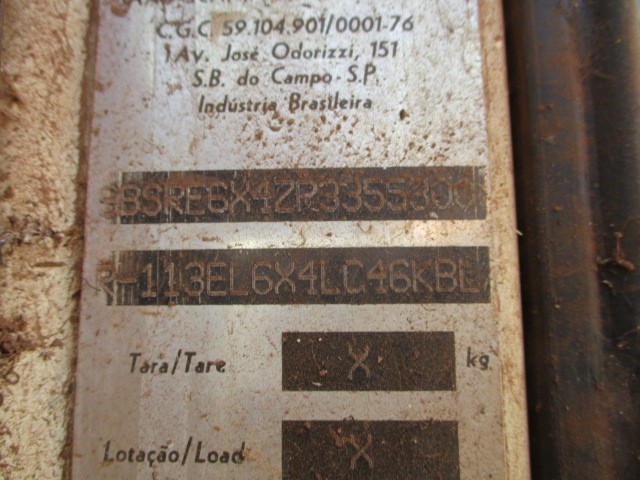 C.G.C. 59.104.901/0001-76
Av. José Odorizzi, 151
S.B. do Campo - S.P.
Indústria Brasileira
BSRE6X4ZR3355300
R-113EL6X4LC46KBL
Tara/Tare X kg
Lotação/Load X